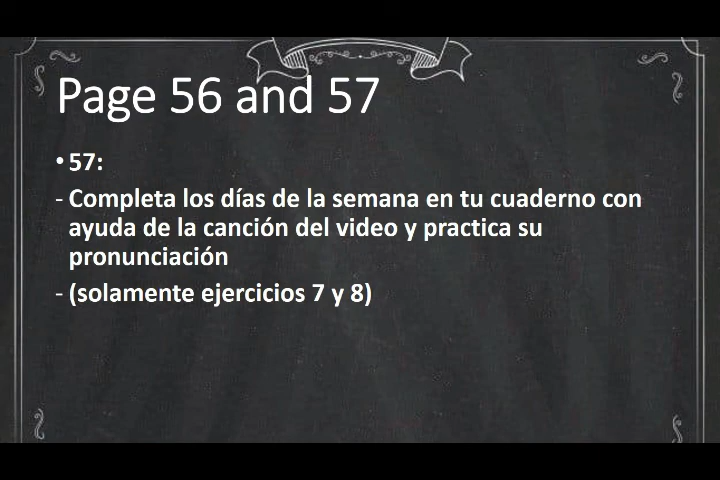 Page 56 and 57
• 57:
- Completa los días de la semana en tu cuaderno con
ayuda de la canción del video y practica su
pronunciación
- (solamente ejercicios 7 y 8)